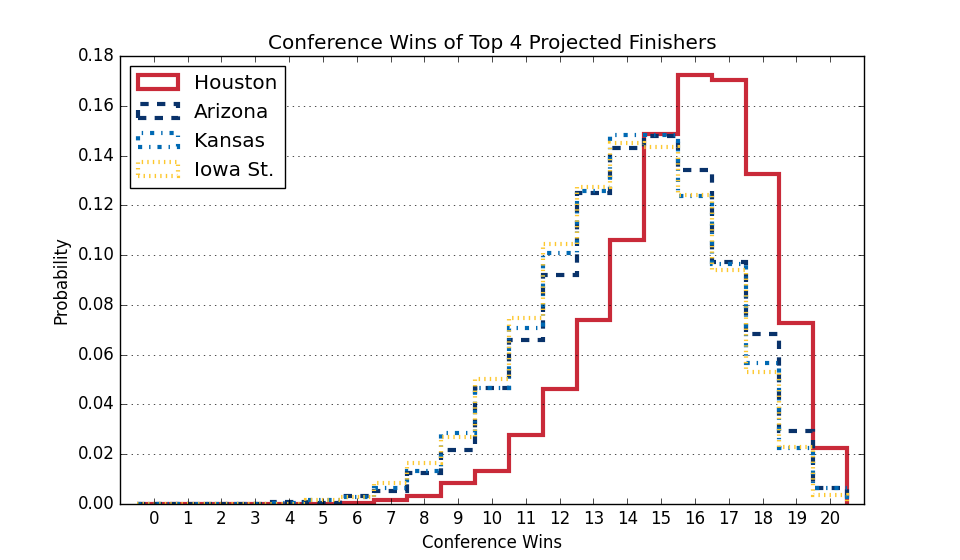 Conference Wins of Top 4 Projected Finishers
0.18
0.16
0.14
0.12
0.10
0.08
0.06
0.04
0.02
0.00
Probability
Houston
Arizona
Kansas
Iowa St.
0 1 2 3 4 5 6 7 8 9 10 11 12 13 14 15 16 17 18 19 20
Conference Wins